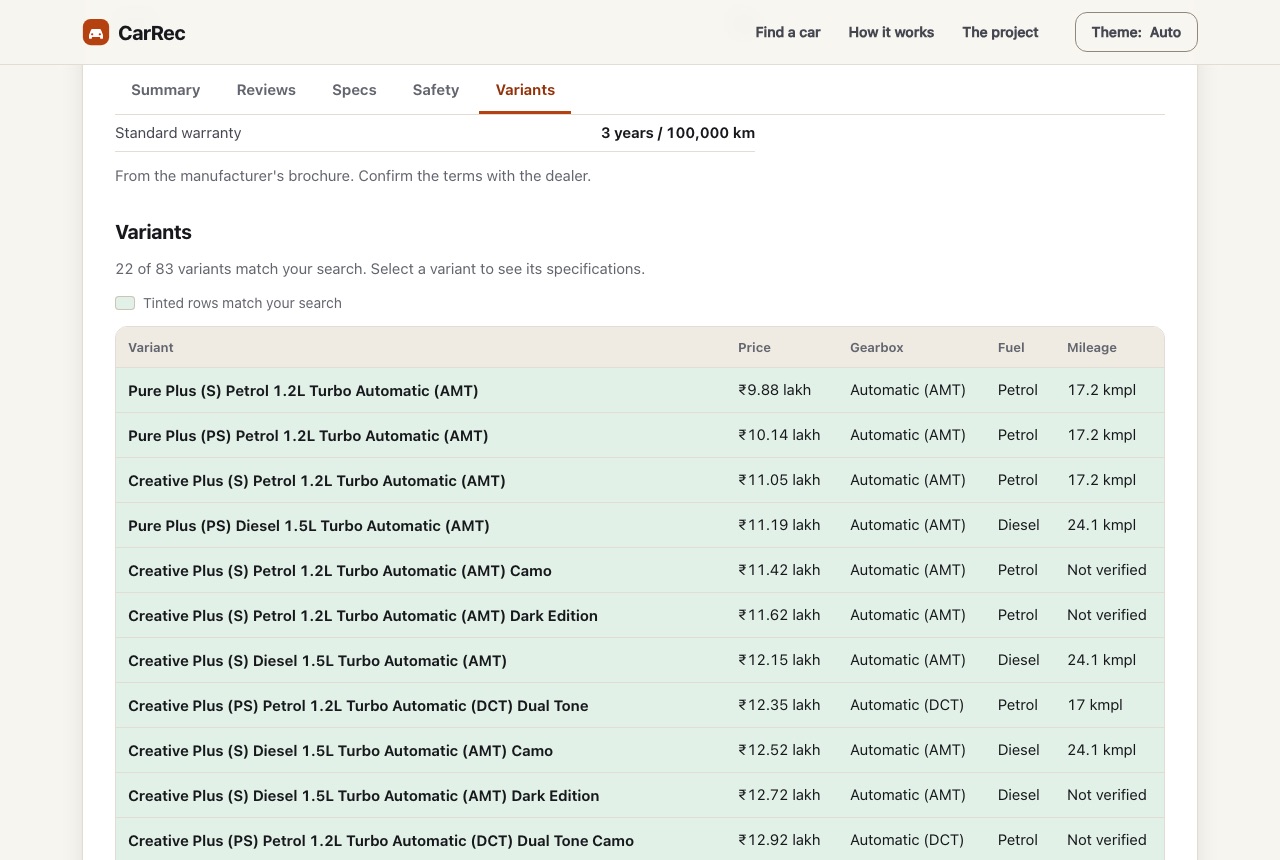 CarRec
Find a car
How it works
The project
Theme: Auto
Summary
Reviews
Specs
Safety
Variants
Standard warranty 3 years / 100,000 km
From the manufacturer's brochure. Confirm the terms with the dealer.
Variants
22 of 83 variants match your search. Select a variant to see its specifications.
Tinted rows match your search
Variant Price Gearbox Fuel Mileage
Pure Plus (S) Petrol 1.2L Turbo Automatic (AMT) ₹9.88 lakh Automatic (AMT) Petrol 17.2 kmpl
Pure Plus (PS) Petrol 1.2L Turbo Automatic (AMT) ₹10.14 lakh Automatic (AMT) Petrol 17.2 kmpl
Creative Plus (S) Petrol 1.2L Turbo Automatic (AMT) ₹11.05 lakh Automatic (AMT) Petrol 17.2 kmpl
Pure Plus (PS) Diesel 1.5L Turbo Automatic (AMT) ₹11.19 lakh Automatic (AMT) Diesel 24.1 kmpl
Creative Plus (S) Petrol 1.2L Turbo Automatic (AMT) Camo ₹11.42 lakh Automatic (AMT) Petrol Not verified
Creative Plus (S) Petrol 1.2L Turbo Automatic (AMT) Dark Edition ₹11.62 lakh Automatic (AMT) Petrol Not verified
Creative Plus (S) Diesel 1.5L Turbo Automatic (AMT) ₹12.15 lakh Automatic (AMT) Diesel 24.1 kmpl
Creative Plus (PS) Petrol 1.2L Turbo Automatic (DCT) Dual Tone ₹12.35 lakh Automatic (DCT) Petrol 17 kmpl
Creative Plus (S) Diesel 1.5L Turbo Automatic (AMT) Camo ₹12.52 lakh Automatic (AMT) Diesel 24.1 kmpl
Creative Plus (S) Diesel 1.5L Turbo Automatic (AMT) Dark Edition ₹12.72 lakh Automatic (AMT) Diesel Not verified
Creative Plus (PS) Petrol 1.2L Turbo Automatic (DCT) Dual Tone Camo ₹12.92 lakh Automatic (DCT) Petrol Not verified